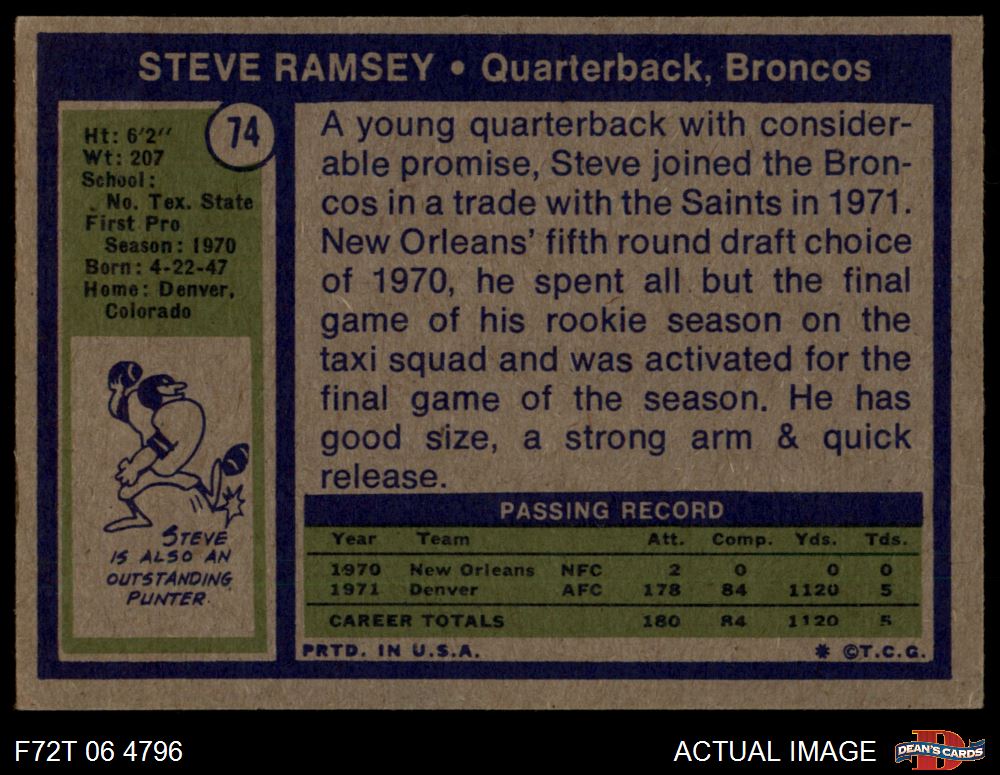 STEVE RAMSEY • Quarterback, Broncos
74
Ht: 6'2"
Wt: 207
School:
No. Tex. State
First Pro
Season: 1970
Born: 4-22-47
Home: Denver,
Colorado
STEVE
IS ALSO AN
OUTSTANDING
PUNTER.
A young quarterback with consider-
able promise, Steve joined the Bron-
cos in a trade with the Saints in 1971.
New Orleans' fifth round draft choice
of 1970, he spent all but the final
game of his rookie season on the
taxi squad and was activated for the
final game of the season. He has
good size, a strong arm & quick
release.
PASSING RECORD
Year Team Att. Comp. Yds. Tds.
1970 New Orleans NFC 2 0 0 0
1971 Denver AFC 178 84 1120 5
CAREER TOTALS 180 84 1120 5
PRTD. IN U.S.A. * ©T.C.G.
F72T 06 4796 ACTUAL IMAGE D DEAN'S CARDS